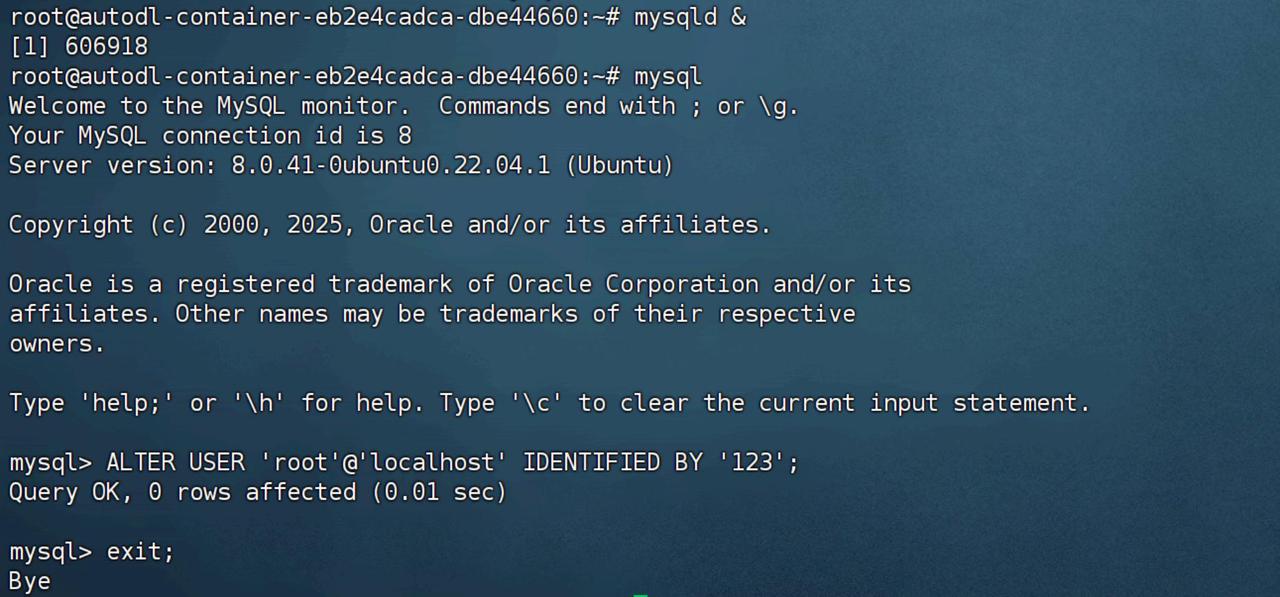 root@autodl-container-eb2e4cadca-dbe44660:~# mysqld &
[1] 606918
root@autodl-container-eb2e4cadca-dbe44660:~# mysql
Welcome to the MySQL monitor.  Commands end with ; or \g.
Your MySQL connection id is 8
Server version: 8.0.41-0ubuntu0.22.04.1 (Ubuntu)
Copyright (c) 2000, 2025, Oracle and/or its affiliates.
Oracle is a registered trademark of Oracle Corporation and/or its
affiliates. Other names may be trademarks of their respective
owners.
Type 'help;' or '\h' for help. Type '\c' to clear the current input statement.
mysql> ALTER USER 'root'@'localhost' IDENTIFIED BY '123';
Query OK, 0 rows affected (0.01 sec)
mysql> exit;
Bye